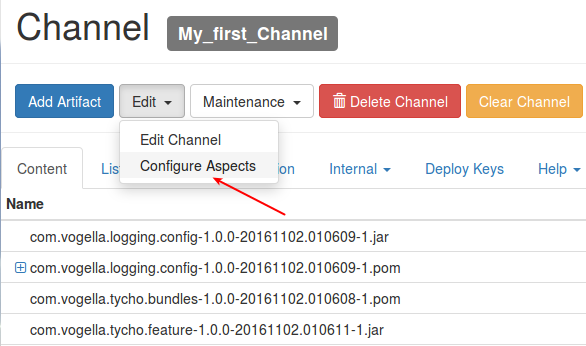 Channel My_first_Channel
Add Artifact Edit Maintenance Delete Channel Clear Channel
Edit Channel
Configure Aspects
Content Lis ion Internal Deploy Keys Help
Name
com.vogella.logging.config-1.0.0-20161102.010609-1.jar
com.vogella.logging.config-1.0.0-20161102.010609-1.pom
com.vogella.tycho.bundles-1.0.0-20161102.010608-1.pom
com.vogella.tycho.feature-1.0.0-20161102.010611-1.jar